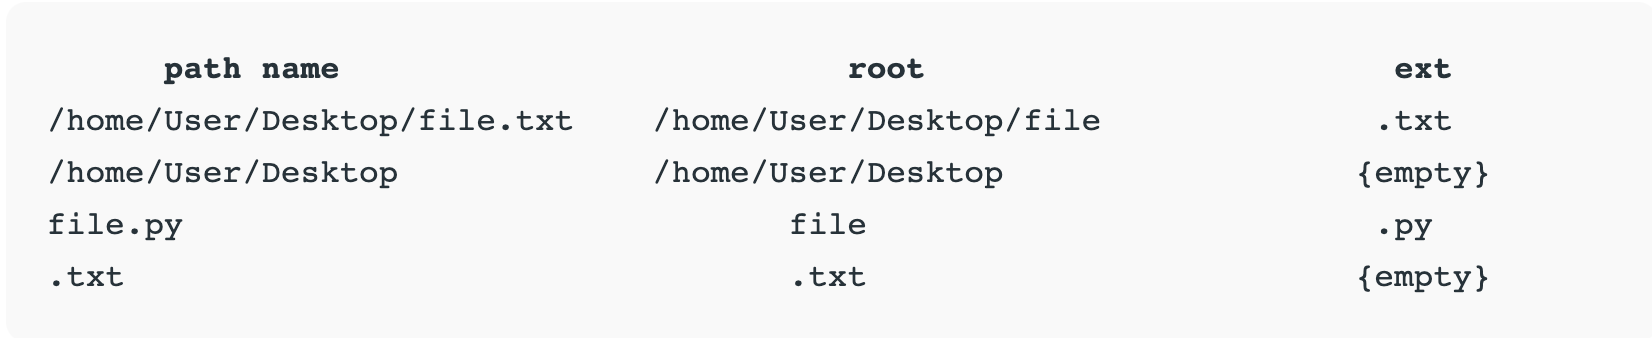 path name root ext
/home/User/Desktop/file.txt /home/User/Desktop/file .txt
/home/User/Desktop /home/User/Desktop {empty}
file.py file .py
.txt .txt {empty}